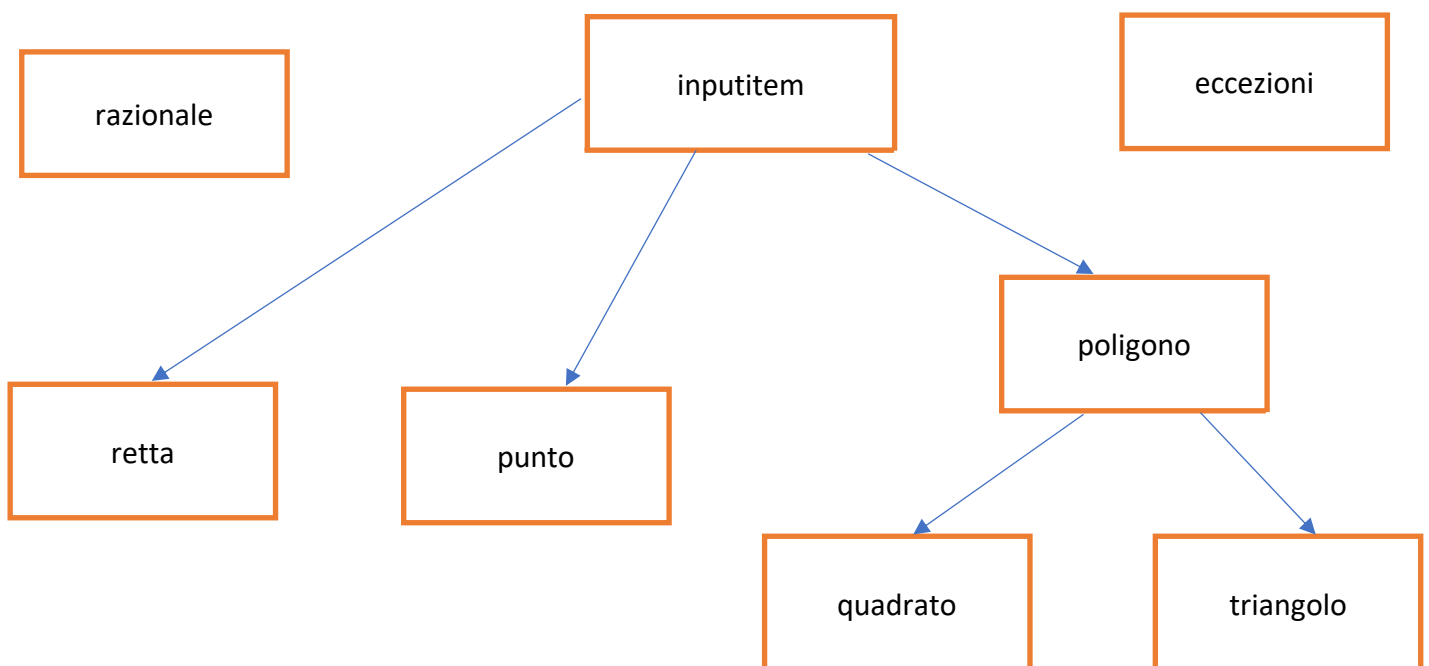 razionale
inputitem
eccezioni
poligono
retta
punto
quadrato
triangolo